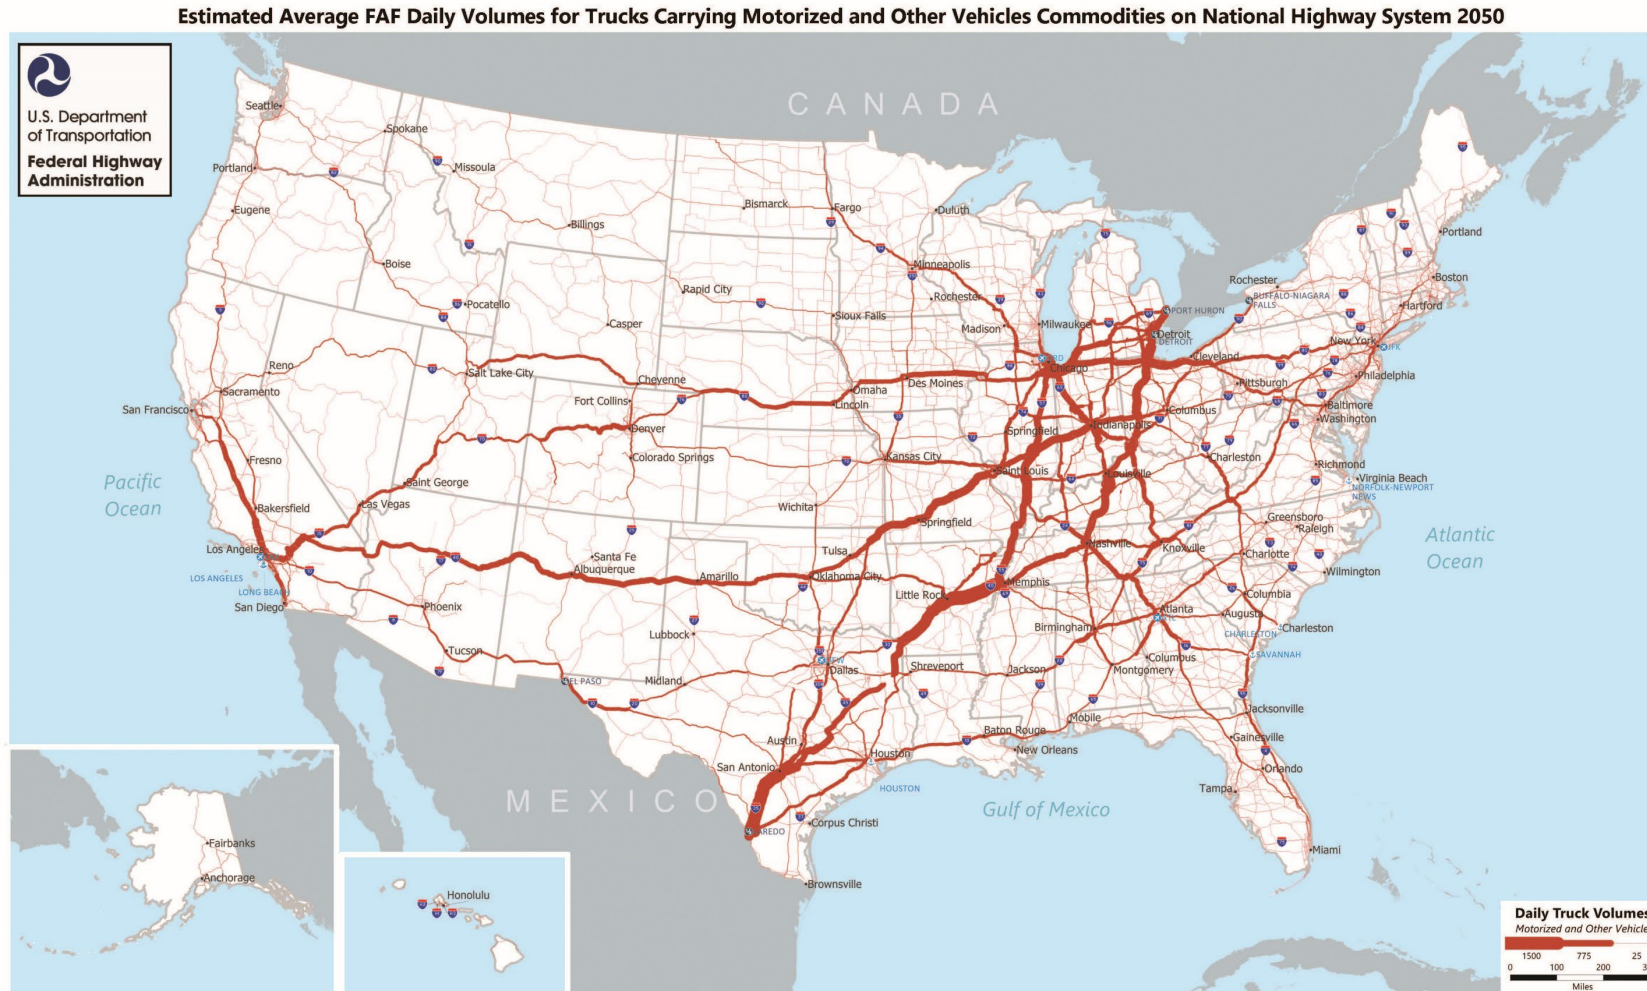 Estimated Average FAF Daily Volumes for Trucks Carrying Motorized and Other Vehicles Commodities on National Highway System 2050
U.S. Department
of Transportation
Federal Highway
Administration
CANADA
Seattle
Spokane
Portland
Missoula
Eugene
Billings
Bismarck
Fargo
Duluth
Boise
Minneapolis
Portland
Rochester
Boston
BUFFALO-NIAGARA
FALLS
Hartford
Pocatello
Rapid City
Rochester
Casper
Sioux Falls
Madison
Milwaukee
PORT HURON
Detroit
DETROIT
New York
JFK
Cleveland
Reno
Salt Lake City
Cheyenne
Omaha
Des Moines
ORD
Chicago
Pittsburgh
Philadelphia
Sacramento
Fort Collins
Lincoln
Baltimore
San Francisco
Columbus
Washington
Denver
Springfield
Indianapolis
Fresno
Colorado Springs
Kansas City
Saint Louis
Louisville
Charleston
Richmond
Pacific
Ocean
Saint George
Virginia Beach
NORFOLK-NEWPORT
NEWS
Bakersfield
Las Vegas
Wichita
Springfield
Greensboro
Raleigh
Atlantic
Ocean
Los Angeles
Santa Fe
Tulsa
Nashville
Knoxville
Charlotte
LOS ANGELES
Albuquerque
Amarillo
Oklahoma City
Memphis
Wilmington
LONG BEACH
San Diego
Phoenix
Little Rock
Columbia
Atlanta
ATL
Augusta
Lubbock
Birmingham
CHARLESTON
Charleston
Tucson
DFW
Dallas
Shreveport
Jackson
Columbus
SAVANNAH
EL PASO
Midland
Montgomery
Jacksonville
Mobile
Austin
Baton Rouge
Gainesville
Houston
New Orleans
San Antonio
Orlando
MEXICO
HOUSTON
Gulf of Mexico
Tampa
LAREDO
Corpus Christi
Miami
Brownsville
Fairbanks
Anchorage
Honolulu
Daily Truck Volumes
Motorized and Other Vehicle
1500 775 25
0 100 200 3
Miles